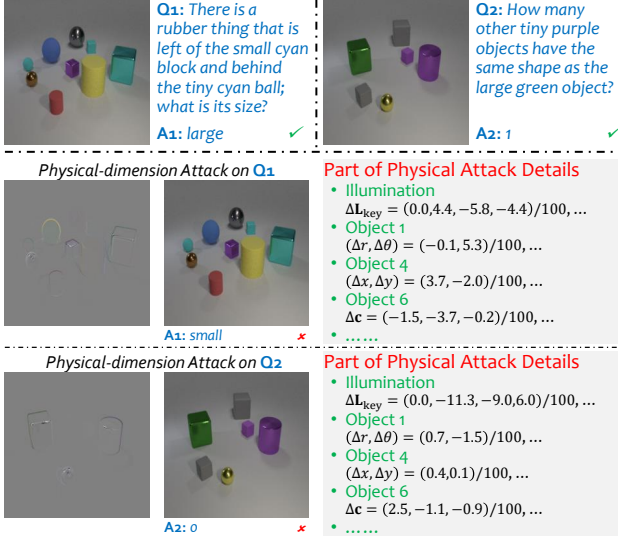 Q1: There is a
rubber thing that is
left of the small cyan
block and behind
the tiny cyan ball;
what is its size?
A1: large ✓
Q2: How many
other tiny purple
objects have the
same shape as the
large green object?
A2: 1 ✓
Physical-dimension Attack on Q1
A1: small ✗
Part of Physical Attack Details
• Illumination
Δ𝐋key = (0.0,4.4, −5.8, −4.4)/100, …
• Object 1
(Δr, Δθ) = (−0.1, 5.3)/100, …
• Object 4
(Δx, Δy) = (3.7, −2.0)/100, …
• Object 6
Δ𝐜 = (−1.5, −3.7, −0.2)/100, …
• ……
Physical-dimension Attack on Q2
A2: 0 ✗
Part of Physical Attack Details
• Illumination
Δ𝐋key = (0.0, −11.3, −9.0,6.0)/100, …
• Object 1
(Δr, Δθ) = (0.7, −1.5)/100, …
• Object 4
(Δx, Δy) = (0.4,0.1)/100, …
• Object 6
Δ𝐜 = (2.5, −1.1, −0.9)/100, …
• ……